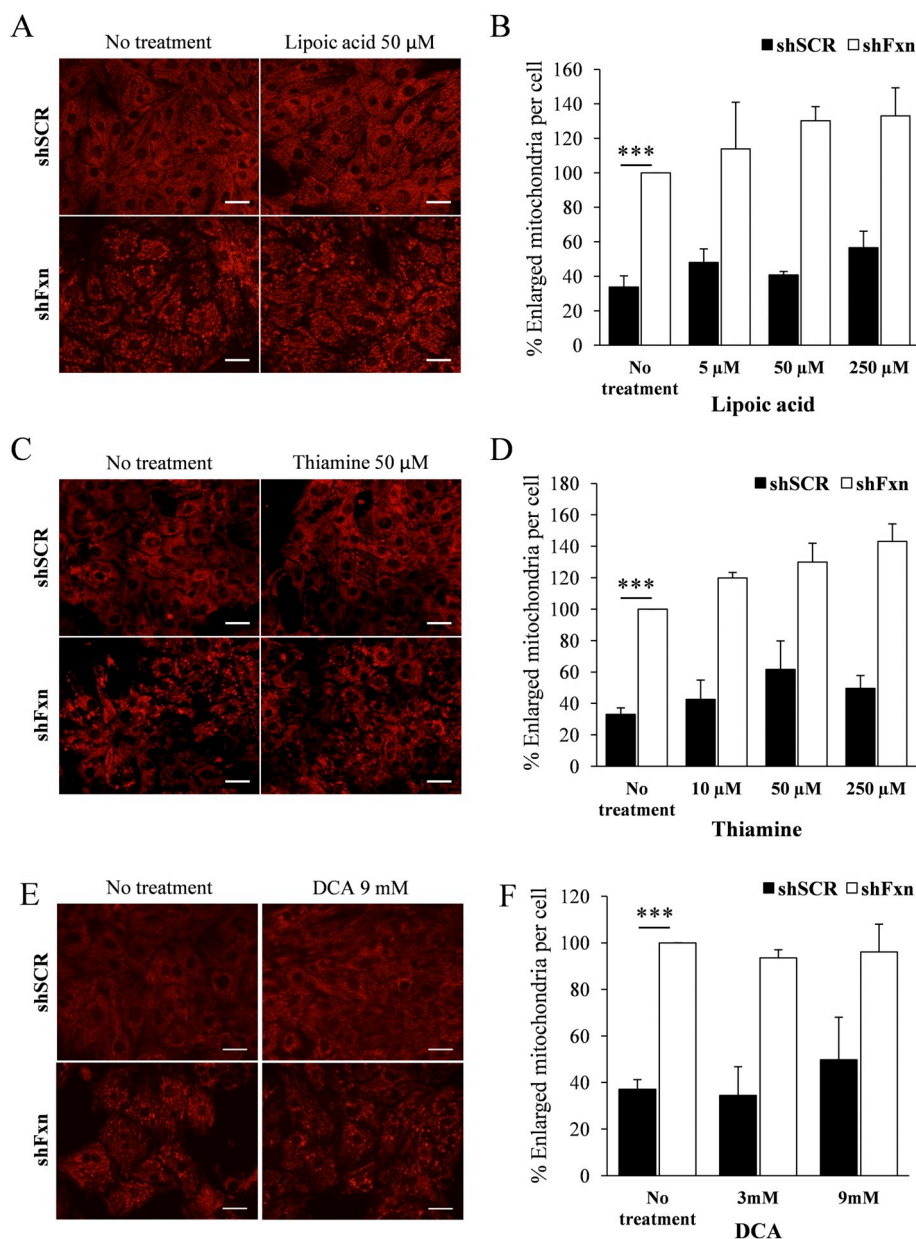 A
No treatment
Lipoic acid 50 μM
shSCR
shFxn
B
shSCR shFxn
% Enlarged mitochondria per cell
160
140
120
100
80
60
40
20
0
***
No treatment
5 µM
50 µM
250 µM
Lipoic acid
C
No treatment
Thiamine 50 μM
shSCR
shFxn
D
shSCR shFxn
% Enlarged mitochondria per cell
180
160
140
120
100
80
60
40
20
0
***
No treatment
10 µM
50 µM
250 µM
Thiamine
E
No treatment
DCA 9 mM
shSCR
shFxn
F
shSCR shFxn
% Enlarged mitochondria per cell
120
100
80
60
40
20
0
***
No treatment
3mM
9mM
DCA